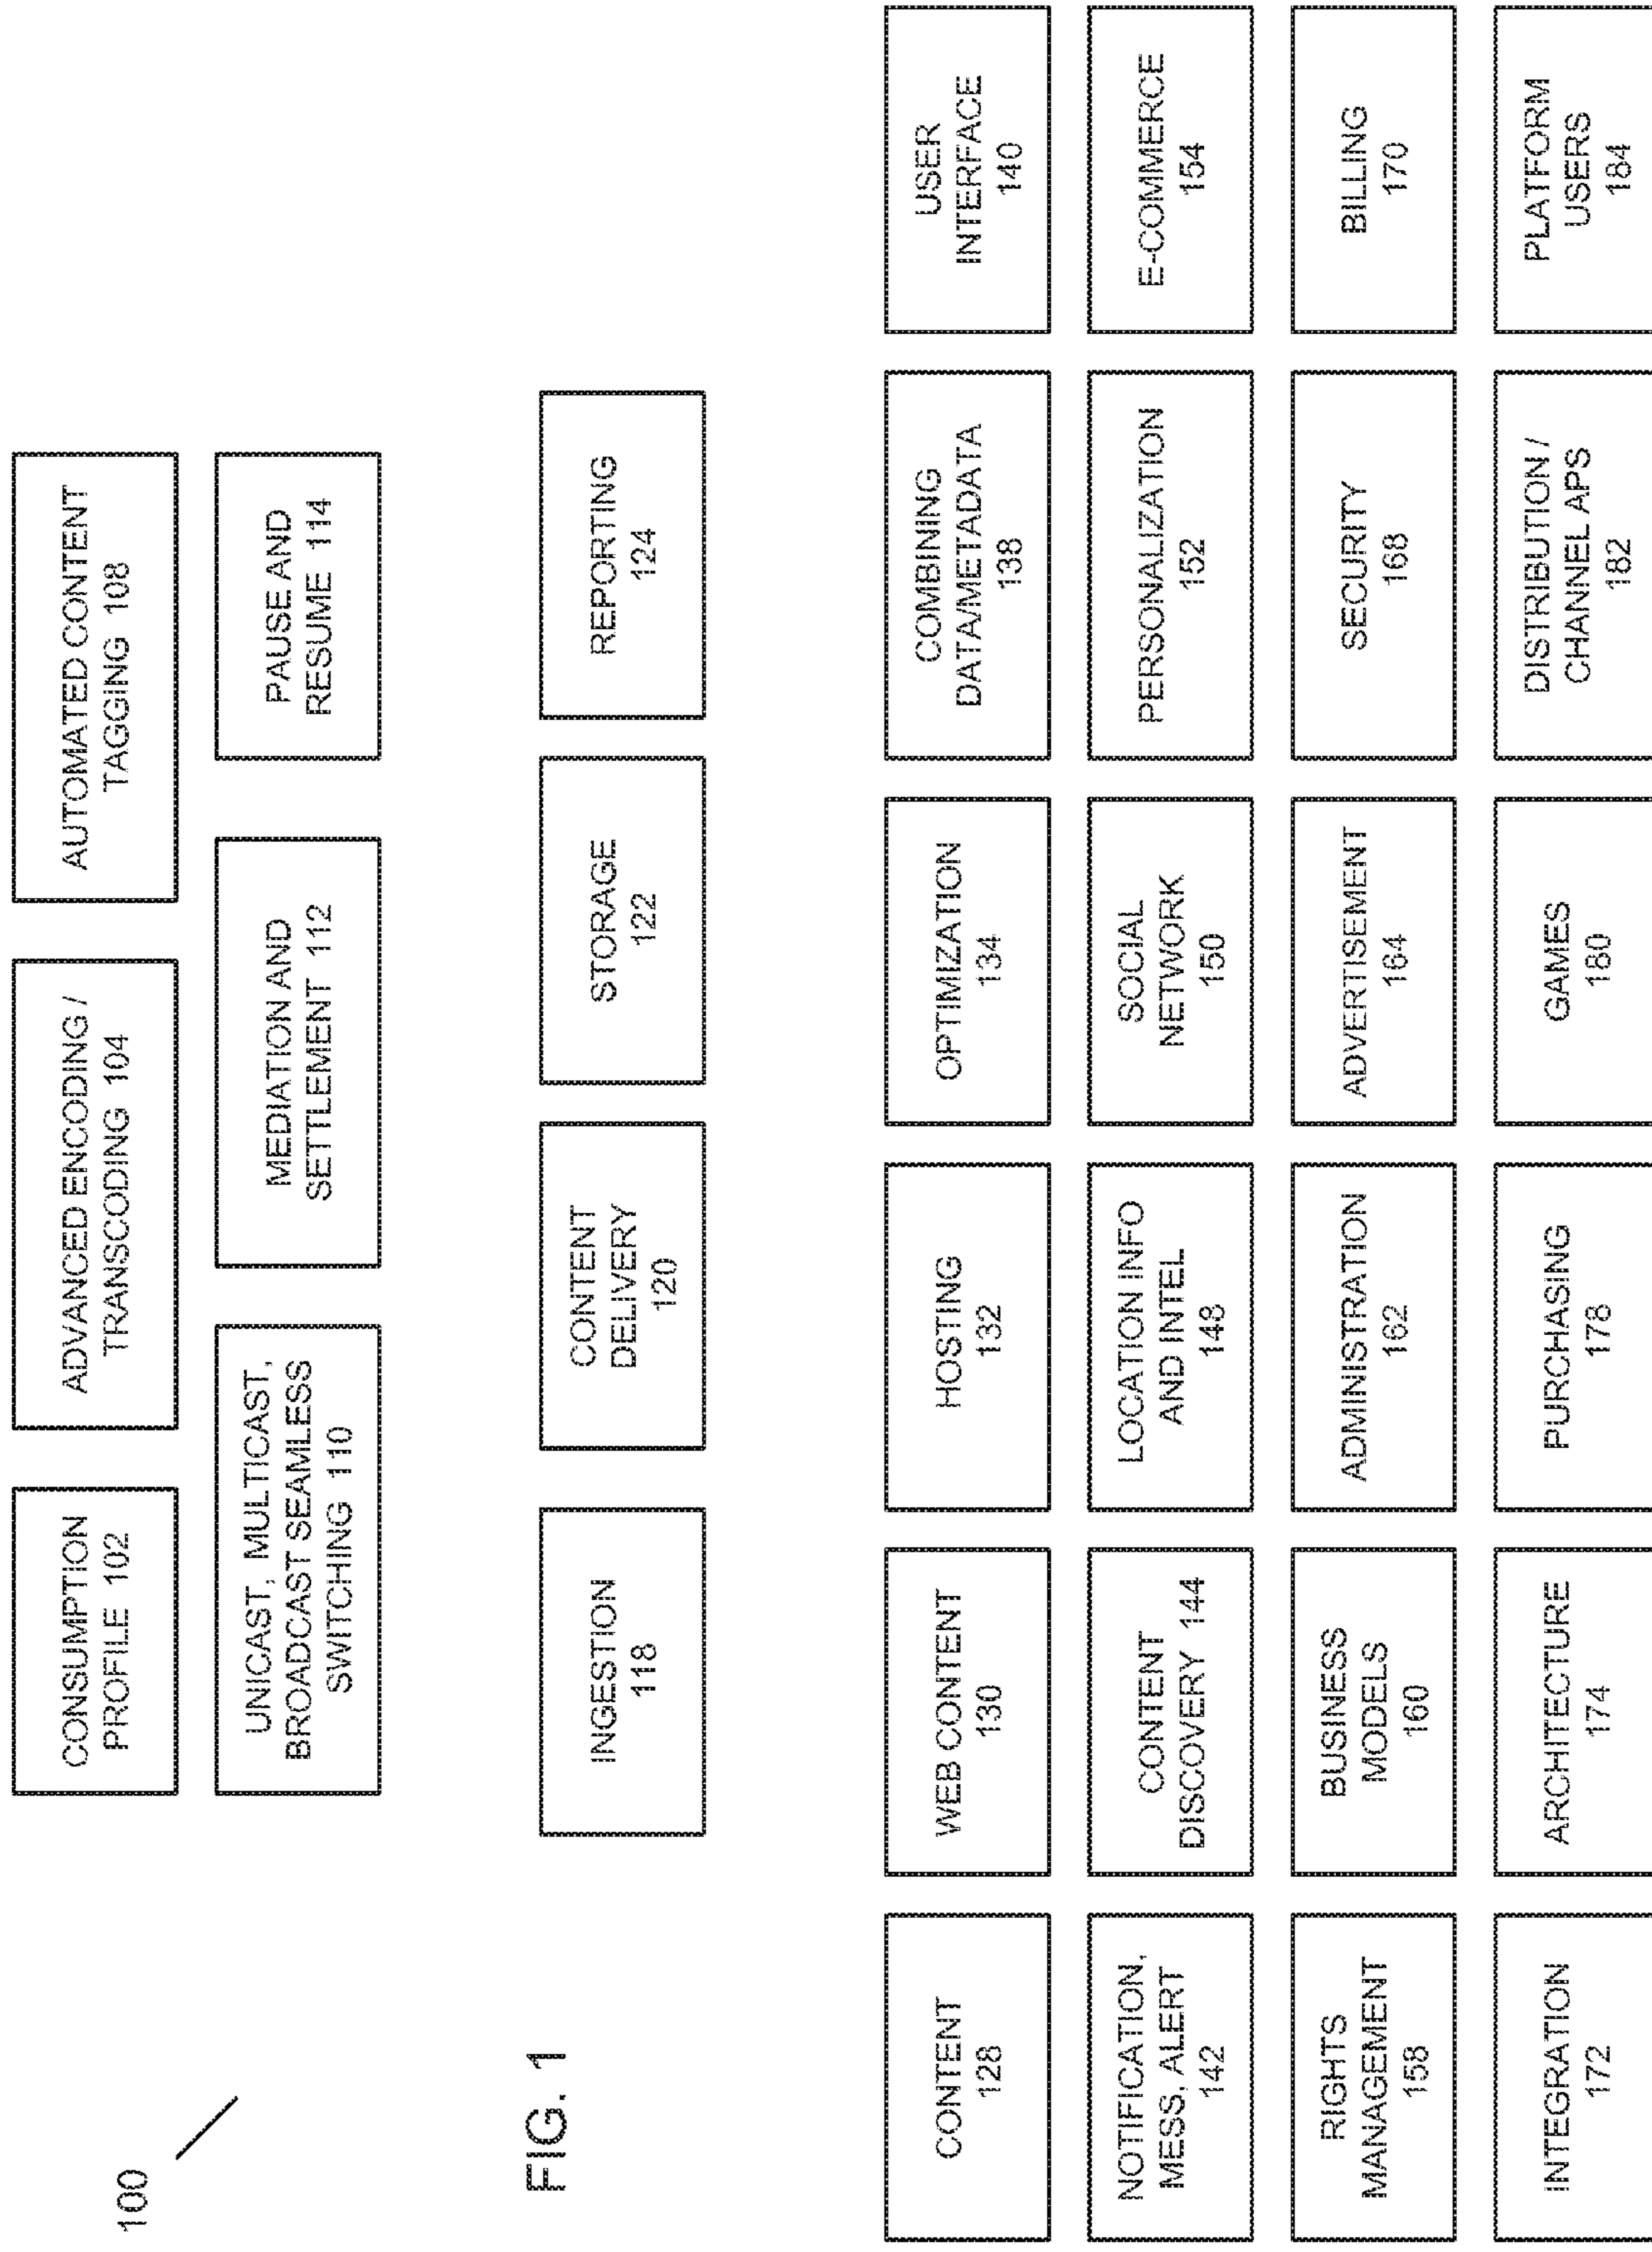 100
CONSUMPTION
PROFILE 102
ADVANCED ENCODING /
TRANSCODING 104
AUTOMATED CONTENT
TAGGING 108
UNICAST, MULTICAST,
BROADCAST SEAMLESS
SWITCHING 110
MEDIATION AND
SETTLEMENT 112
PAUSE AND
RESUME 114
FIG. 1
INGESTION
118
CONTENT
DELIVERY
120
STORAGE
122
REPORTING
124
CONTENT
128
WEB CONTENT
130
HOSTING
132
OPTIMIZATION
134
COMBINING
DATA/METADATA
138
USER
INTERFACE
140
NOTIFICATION,
MESS, ALERT
142
CONTENT
DISCOVERY 144
LOCATION INFO
AND INTEL
148
SOCIAL
NETWORK
150
PERSONALIZATION
152
E-COMMERCE
154
RIGHTS
MANAGEMENT
158
BUSINESS
MODELS
160
ADMINISTRATION
162
ADVERTISEMENT
164
SECURITY
168
BILLING
170
INTEGRATION
172
ARCHITECTURE
174
PURCHASING
178
GAMES
180
DISTRIBUTION /
CHANNEL APS
182
PLATFORM
USERS
184